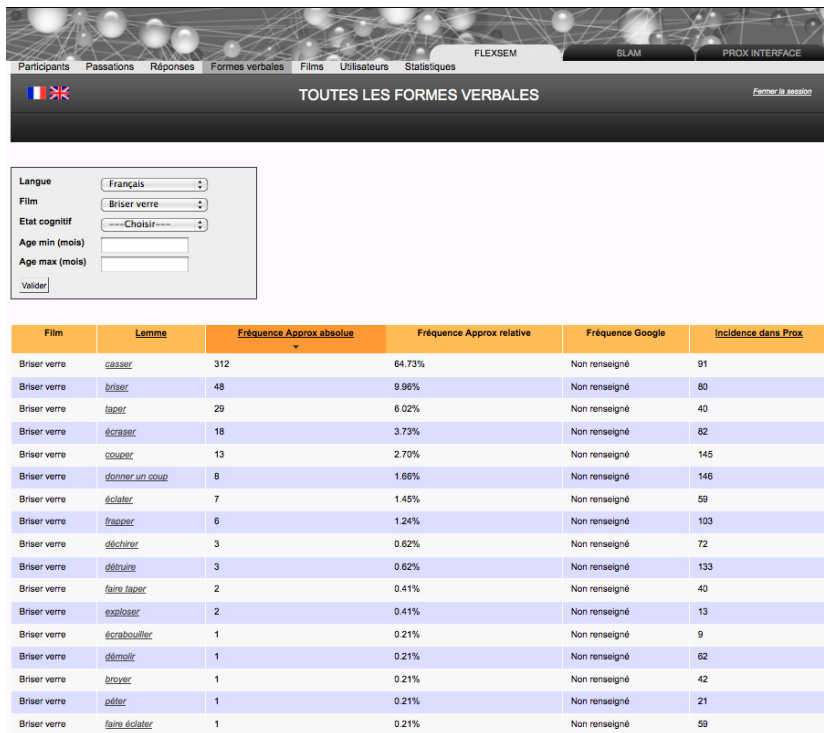 FLEXSEM SLAM PROX INTERFACE
Participants Passations Réponses Formes verbales Films Utilisateurs Statistiques
TOUTES LES FORMES VERBALES Fermer la session
Langue Français
Film Briser verre
Etat cognitif ---Choisir---
Age min (mois)
Age max (mois)
Valider
Film Lemme Fréquence Approx absolue Fréquence Approx relative Fréquence Google Incidence dans Prox
Briser verre casser 312 64.73% Non renseigné 91
Briser verre briser 48 9.96% Non renseigné 80
Briser verre taper 29 6.02% Non renseigné 40
Briser verre écraser 18 3.73% Non renseigné 82
Briser verre couper 13 2.70% Non renseigné 145
Briser verre donner un coup 8 1.66% Non renseigné 146
Briser verre éclater 7 1.45% Non renseigné 59
Briser verre frapper 6 1.24% Non renseigné 103
Briser verre déchirer 3 0.62% Non renseigné 72
Briser verre détruire 3 0.62% Non renseigné 133
Briser verre faire taper 2 0.41% Non renseigné 40
Briser verre exploser 2 0.41% Non renseigné 13
Briser verre écrabouiller 1 0.21% Non renseigné 9
Briser verre démolir 1 0.21% Non renseigné 62
Briser verre broyer 1 0.21% Non renseigné 42
Briser verre péter 1 0.21% Non renseigné 21
Briser verre faire éclater 1 0.21% Non renseigné 59